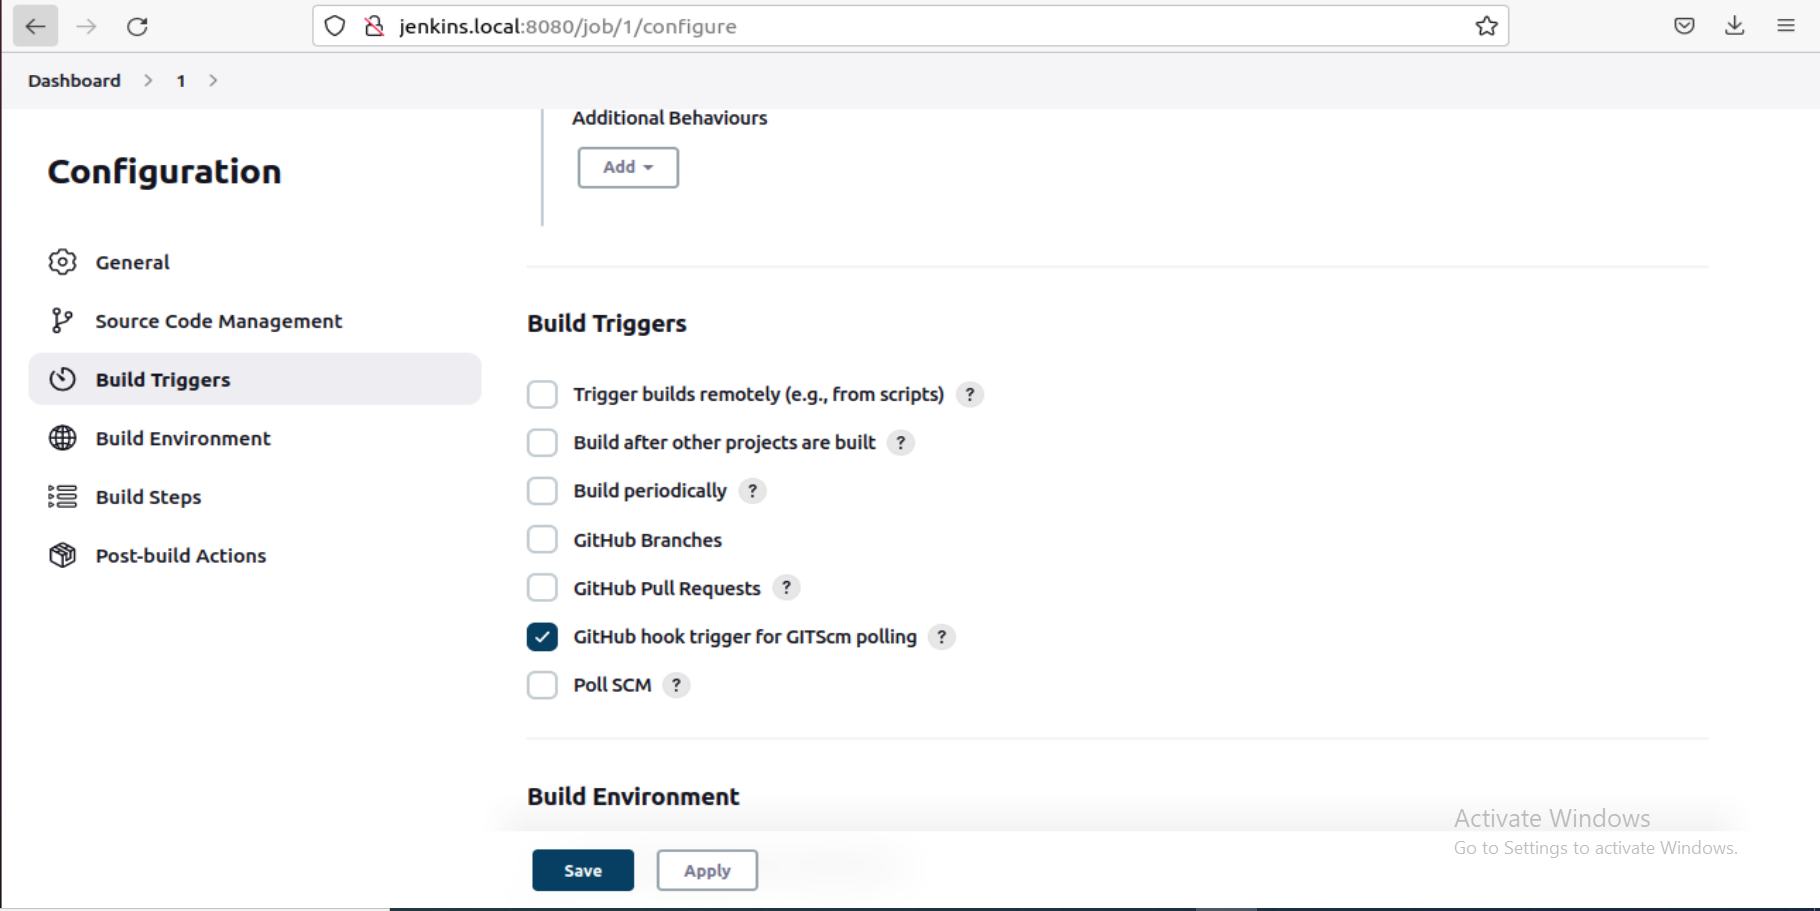 jenkins.local:8080/job/1/configure
Dashboard > 1 >
Additional Behaviours
Configuration
Add
General
Source Code Management
Build Triggers
Build Environment
Build Steps
Post-build Actions
Build Triggers
Trigger builds remotely (e.g., from scripts) ?
Build after other projects are built ?
Build periodically ?
GitHub Branches
GitHub Pull Requests ?
GitHub hook trigger for GITScm polling ?
Poll SCM ?
Build Environment
Save Apply
Activate Windows
Go to Settings to activate Windows.